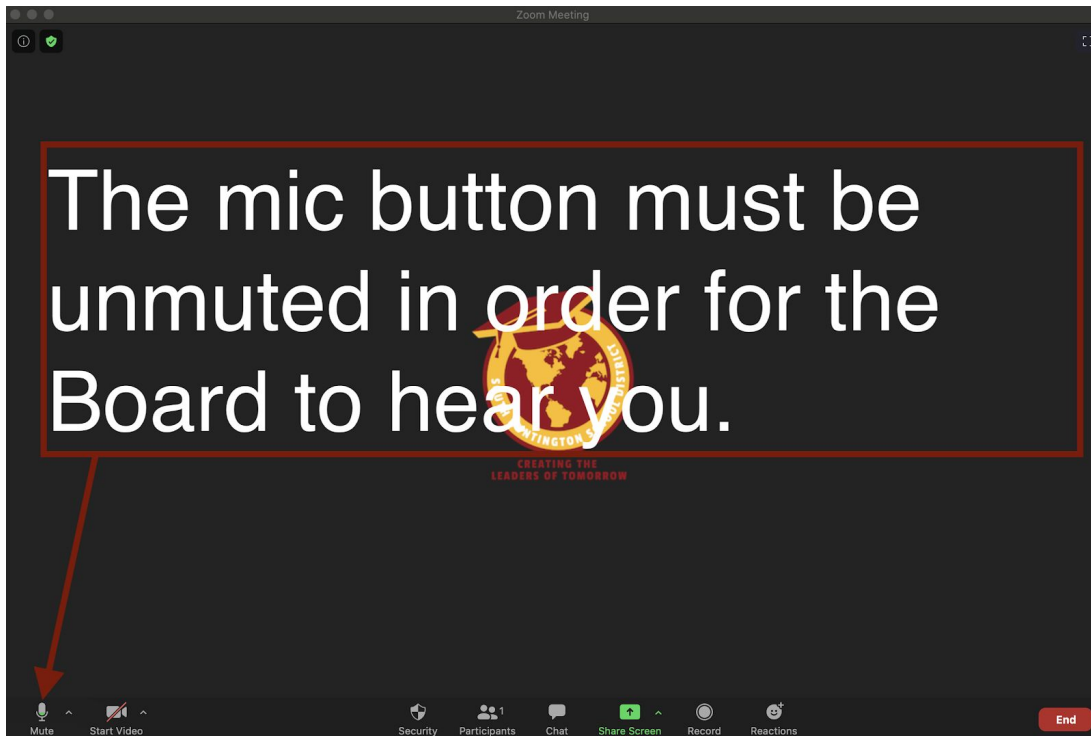 Zoom Meeting
The mic button must be
unmuted in order for the
Board to hear you.
DISTRICT
CREATING THE
LEADERS OF TOMORROW
Mute
Start Video
Security
Participants
1
Chat
Share Screen
Record
Reactions
End